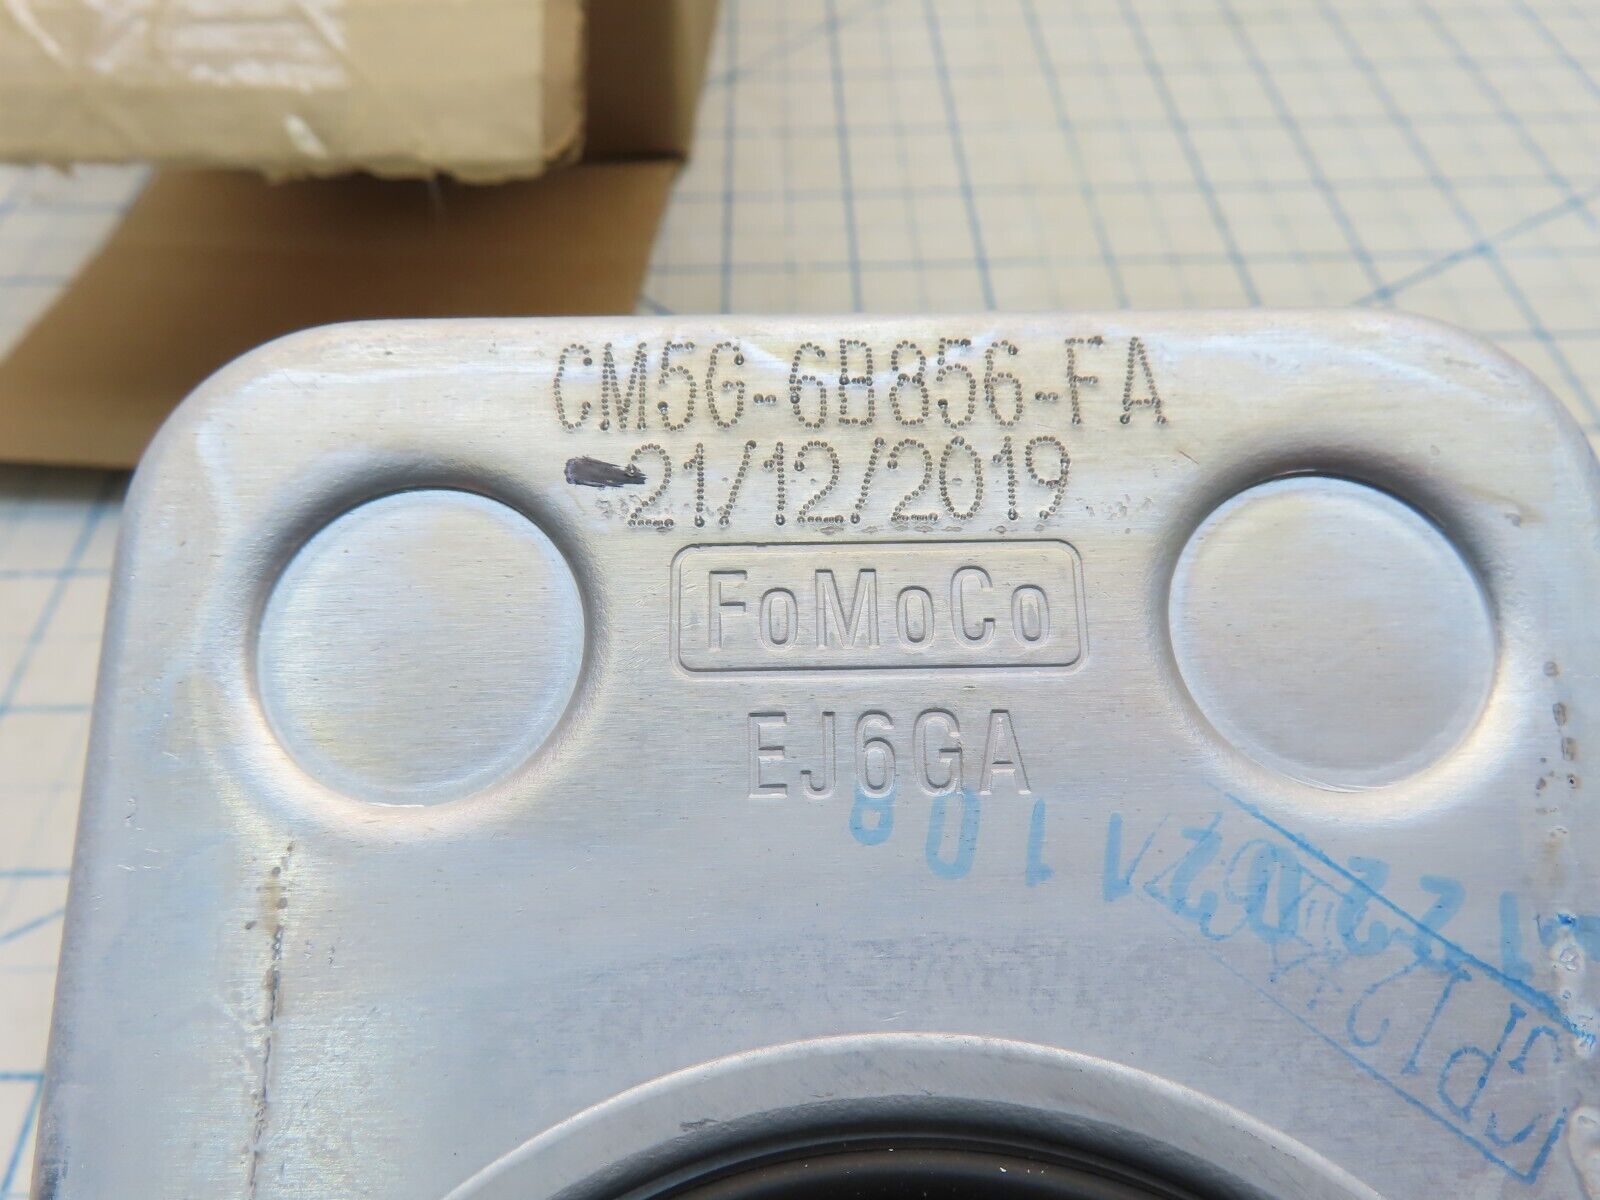 CM5G-6B856-FA
21/12/2019
FoMoCo
EJ6GA